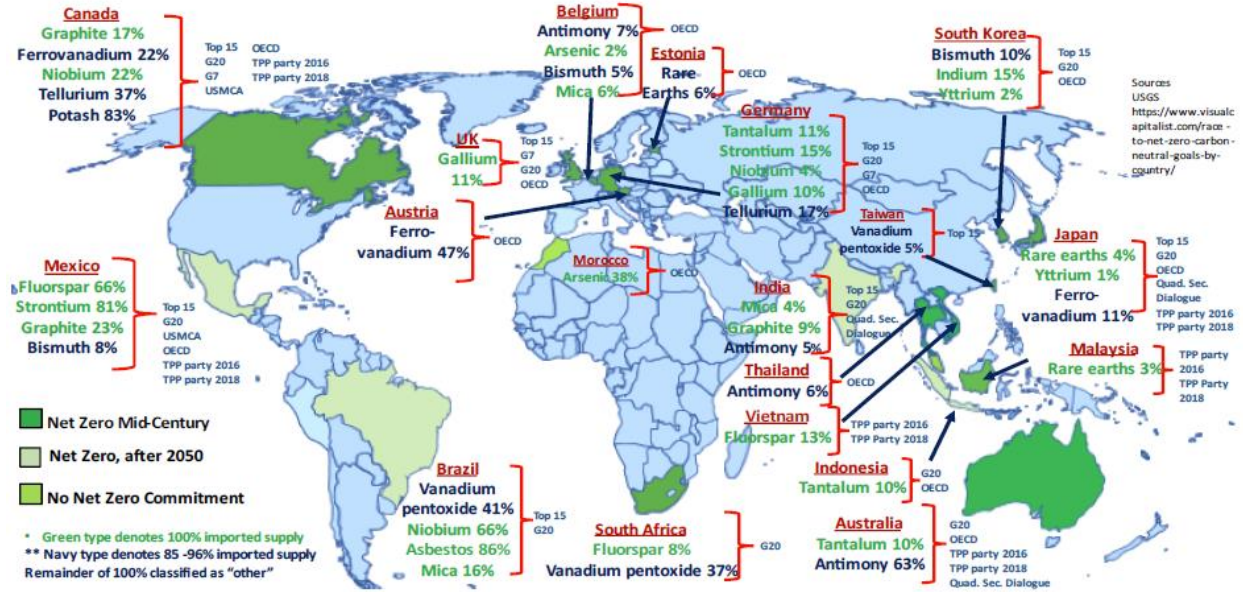 Canada
Graphite 17%
Ferrovanadium 22%
Niobium 22%
Tellurium 37%
Potash 83%
Top 15 OECD
G20 TPP party 2016
G7 TPP party 2018
USMCA
Belgium
Antimony 7%
Arsenic 2%
Bismuth 5%
Mica 6%
OECD
Estonia
Rare
Earths 6%
OECD
South Korea
Bismuth 10%
Indium 15%
Yttrium 2%
Top 15
G20
OECD
Sources
USGS
https://www.visualc
apitalist.com/race -
to-net-zero-carbon-
neutral-goals-by-
country/
UK
Gallium
11%
Top 15
G7
G20
OECD
Germany
Tantalum 11%
Strontium 15%
Niobium 4%
Gallium 10%
Tellurium 17%
Top 15
G20
G7
OECD
Austria
Ferro-
vanadium 47%
OECD
Taiwan
Vanadium
pentoxide 5%
Top 15
Japan
Rare earths 4%
Yttrium 1%
Ferro-
vanadium 11%
Top 15
G20
OECD
Quad. Sec.
Dialogue
TPP party 2016
TPP party 2018
Mexico
Fluorspar 66%
Strontium 81%
Graphite 23%
Bismuth 8%
Top 15
G20
USMCA
OECD
TPP party 2016
TPP party 2018
Morocco
Arsenic 38%
OECD
India
Mica 4%
Graphite 9%
Antimony 5%
Top 15
G20
Quad. Sec.
Dialogue
Thailand
Antimony 6%
OECD
Malaysia
Rare earths 3%
TPP party
2016
TPP Party
2018
Vietnam
Floorspar 13%
TPP party 2016
TPP Party 2018
Indonesia
Tantalum 10%
G20
OECD
Net Zero Mid-Century
Net Zero, after 2050
No Net Zero Commitment
* Green type denotes 100% imported supply
** Navy type denotes 85 -96% imported supply
Remainder of 100% classified as "other"
Brazil
Vanadium
pentoxide 41%
Niobium 66%
Asbestos 86%
Mica 16%
Top 15
G20
South Africa
Fluorspar 8%
Vanadium pentoxide 37%
G20
Australia
Tantalum 10%
Antimony 63%
G20
OECD
TPP party 2016
TPP party 2018
Quad. Sec. Dialogue